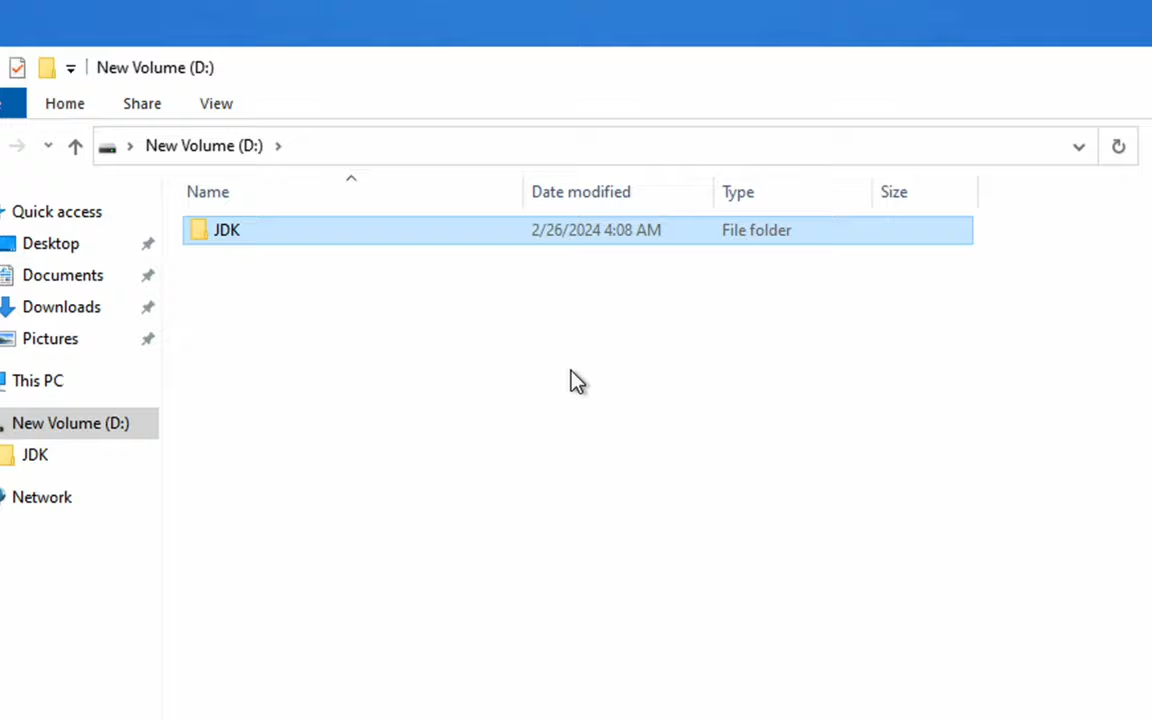 New Volume (D:)
Home Share View
New Volume (D:)
Name Date modified Type Size
Quick access
JDK 2/26/2024 4:08 AM File folder
Desktop
Documents
Downloads
Pictures
This PC
New Volume (D:)
JDK
Network